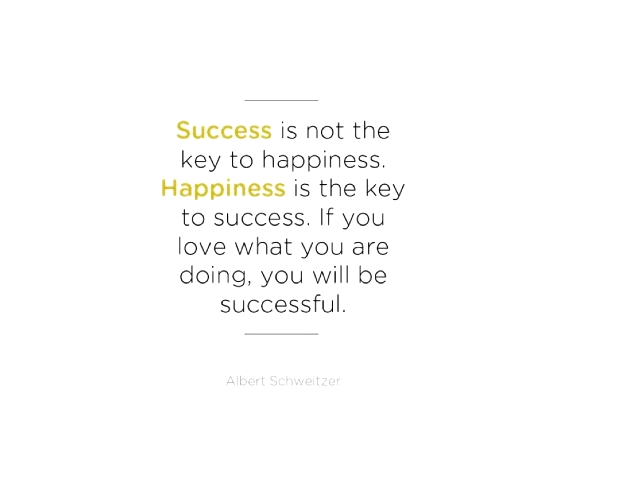 Success is not the
key to happiness.
Happiness is the key
to success. If you
love what you are
doing, you will be
successful.
Albert Schweitzer